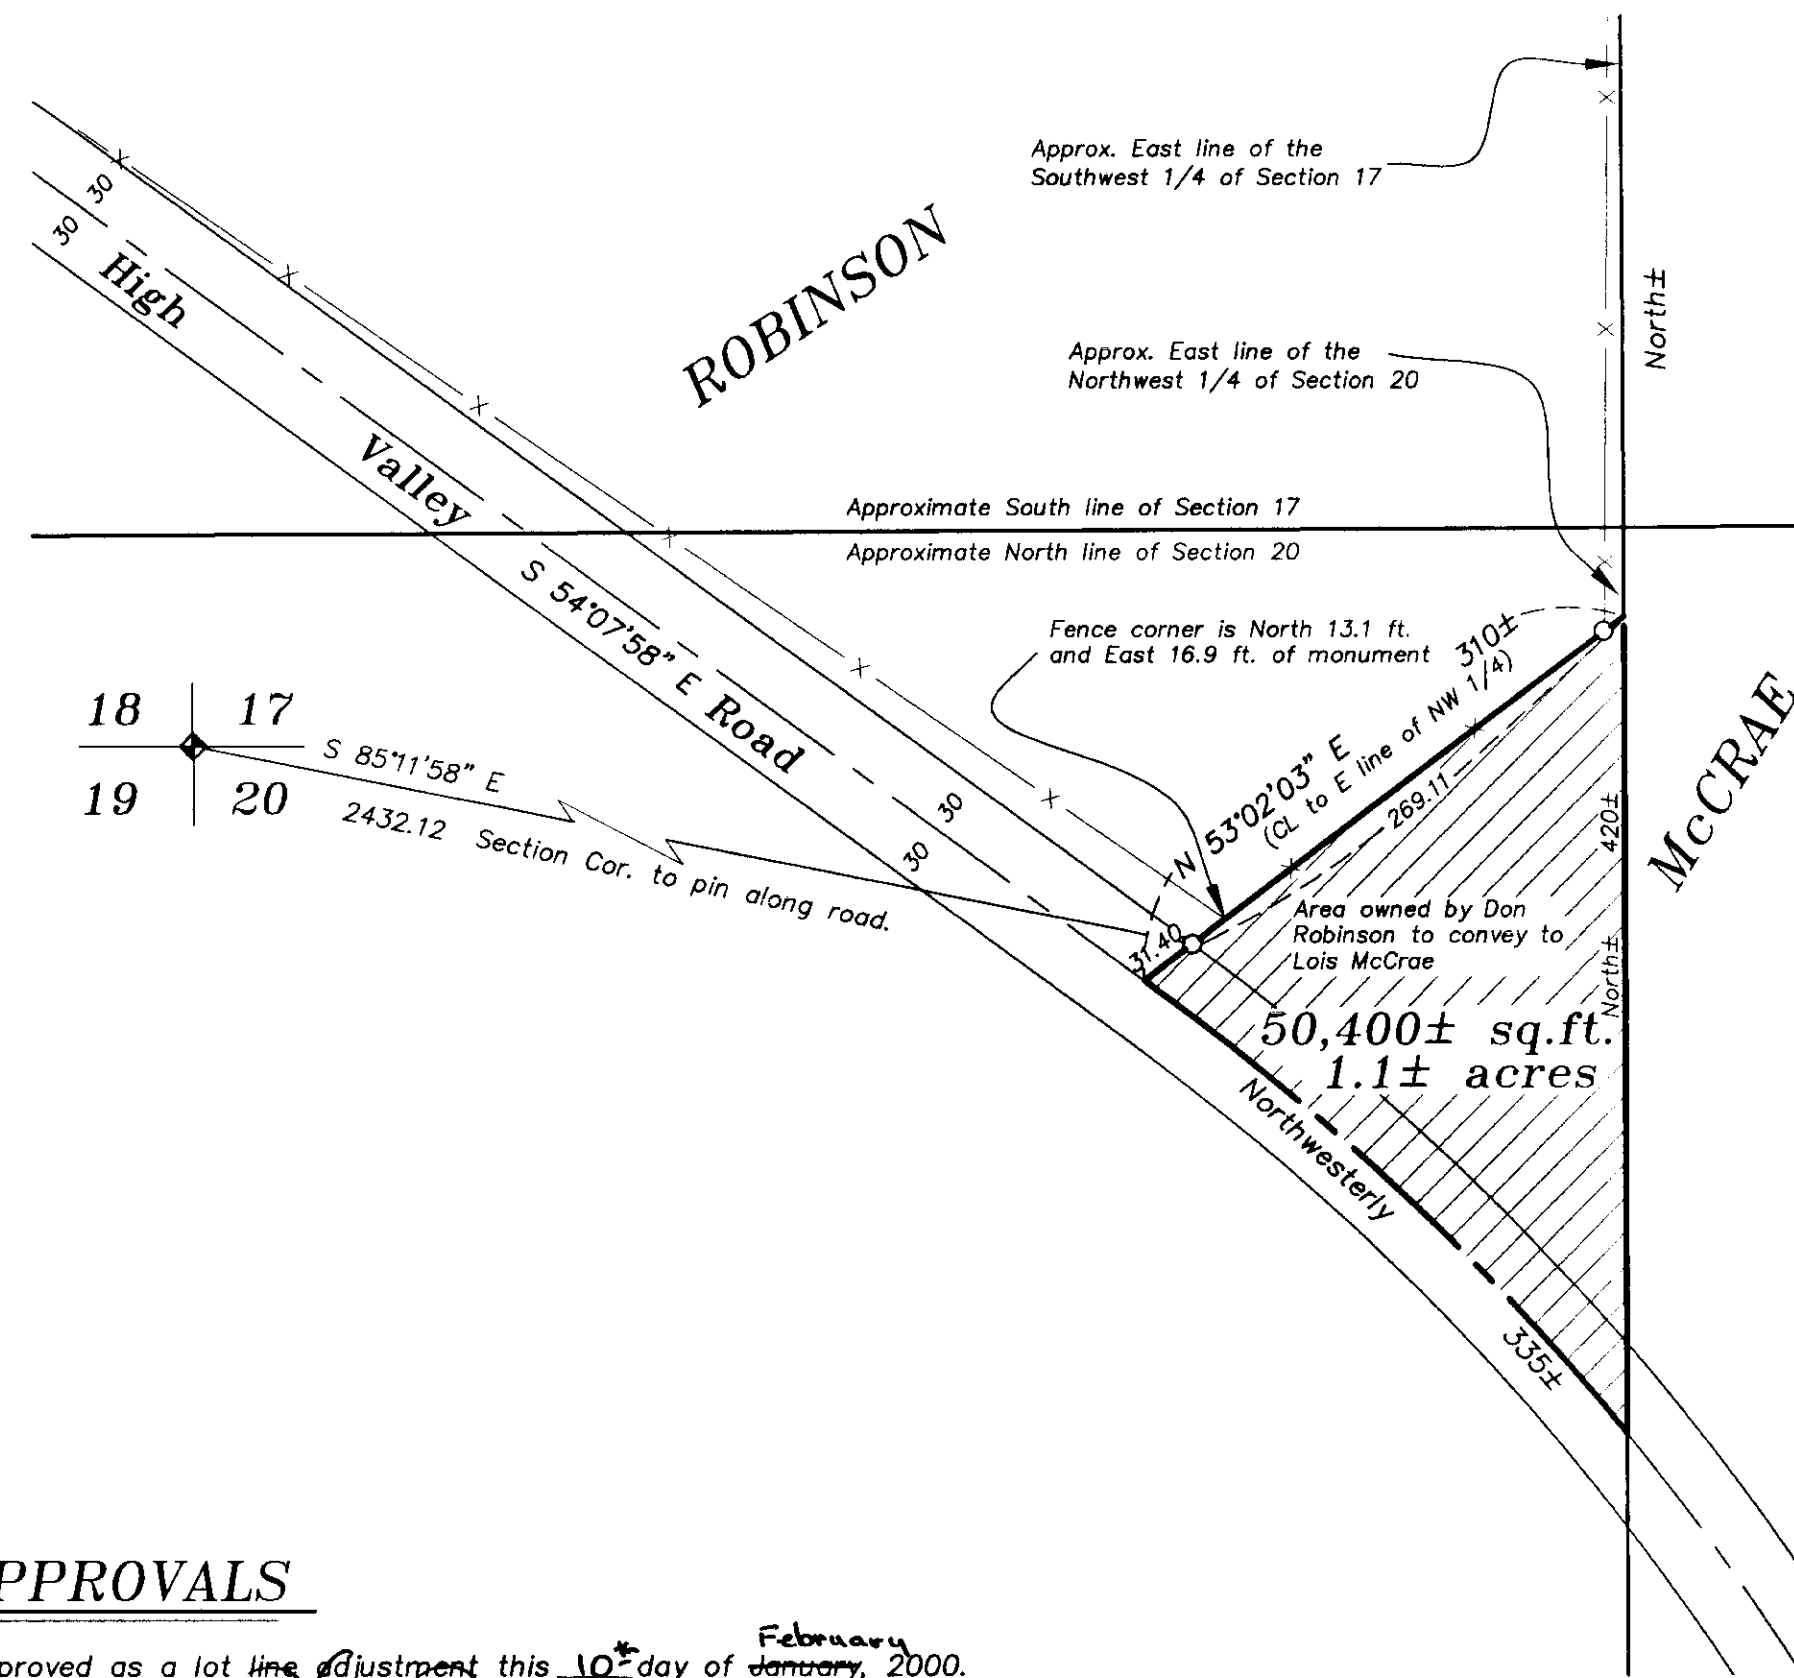 Approx. East line of the
Southwest 1/4 of Section 17
30
30
High
Valley
Road
S 54°07'58" E
ROBINSON
North±
Approx. East line of the
Northwest 1/4 of Section 20
Approximate South line of Section 17
Approximate North line of Section 20
Fence corner is North 13.1 ft.
and East 16.9 ft. of monument
310±
N 53°02'03" E
(CL to E line of NW 1/4)
269.11
18 17
19 20
S 85°11'58" E
2432.12 Section Cor. to pin along road.
30
30
31.40
McCRAE
420±
North±
Area owned by Don
Robinson to convey to
Lois McCrae
50,400± sq.ft.
1.1± acres
Northwesterly
335±
PPROVALS
February
proved as a lot line adjustment this 10th day of January, 2000.